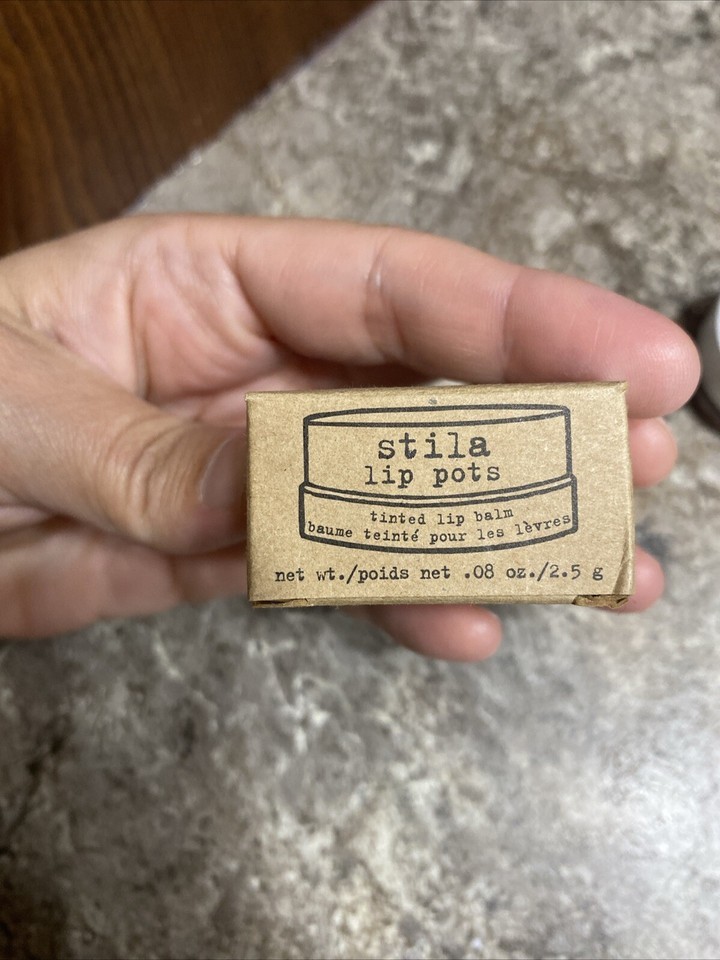 stila
lip pots
tinted lip balm
baume teinté pour les lèvres
net wt./poids net .08 oz./2.5 g